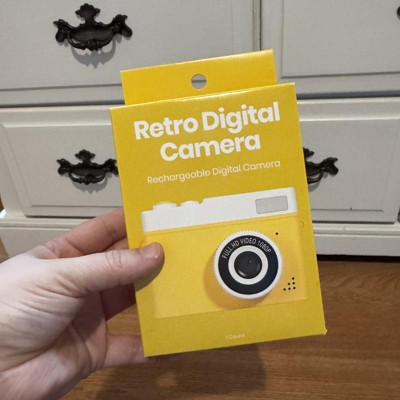 Retro Digital
Camera
Rechargeable Digital Camera
FULL HD VIDEO 1080P